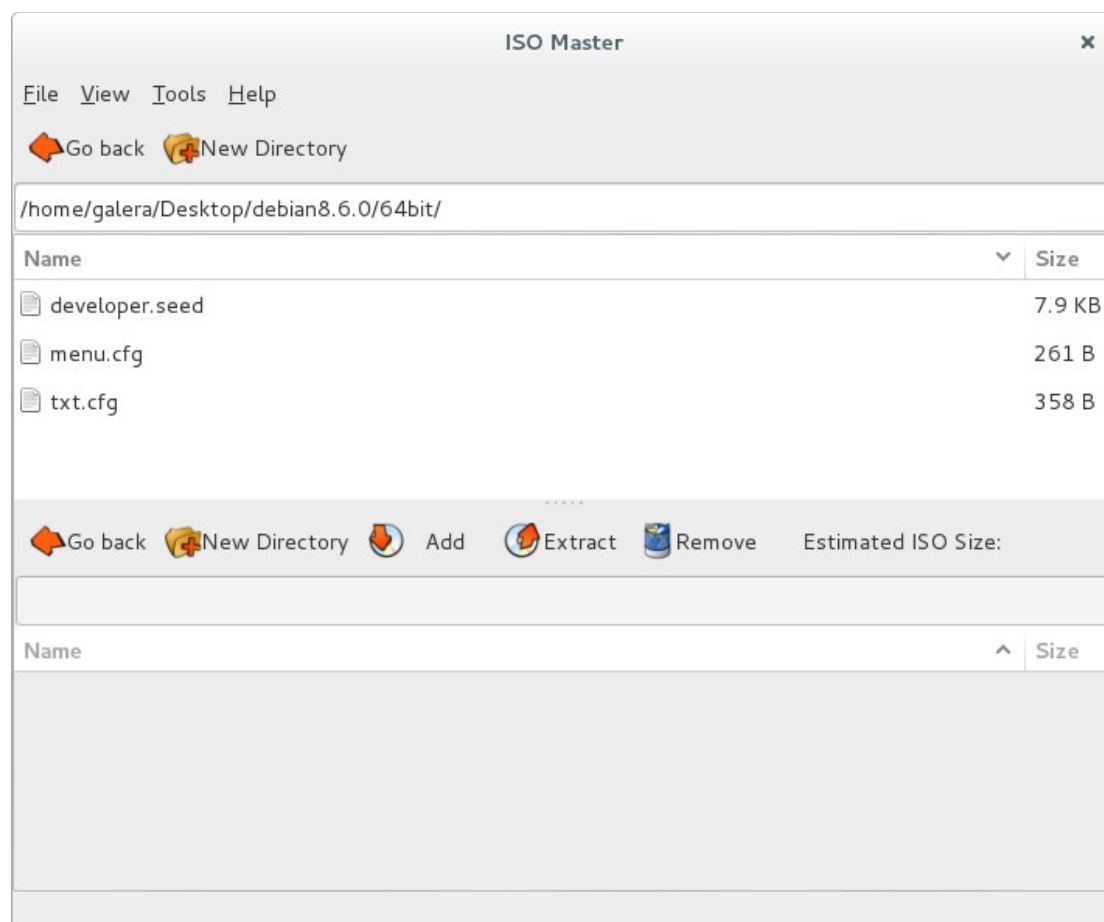 ISO Master
File View Tools Help
Go back New Directory
/home/galera/Desktop/debian8.6.0/64bit/
Name Size
developer.seed 7.9 KB
menu.cfg 261 B
txt.cfg 358 B
Go back New Directory Add Extract Remove Estimated ISO Size:
Name Size